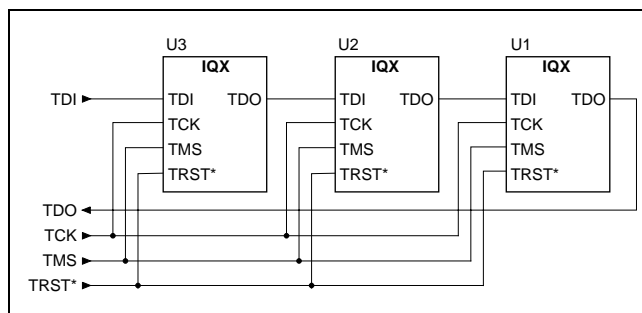 U3 U2 U1
IQX IQX IQX
TDI TDI TDO TDI TDO TDI TDO
TCK TCK TCK
TMS TMS TMS
TRST* TRST* TRST*
TDO
TCK
TMS
TRST*